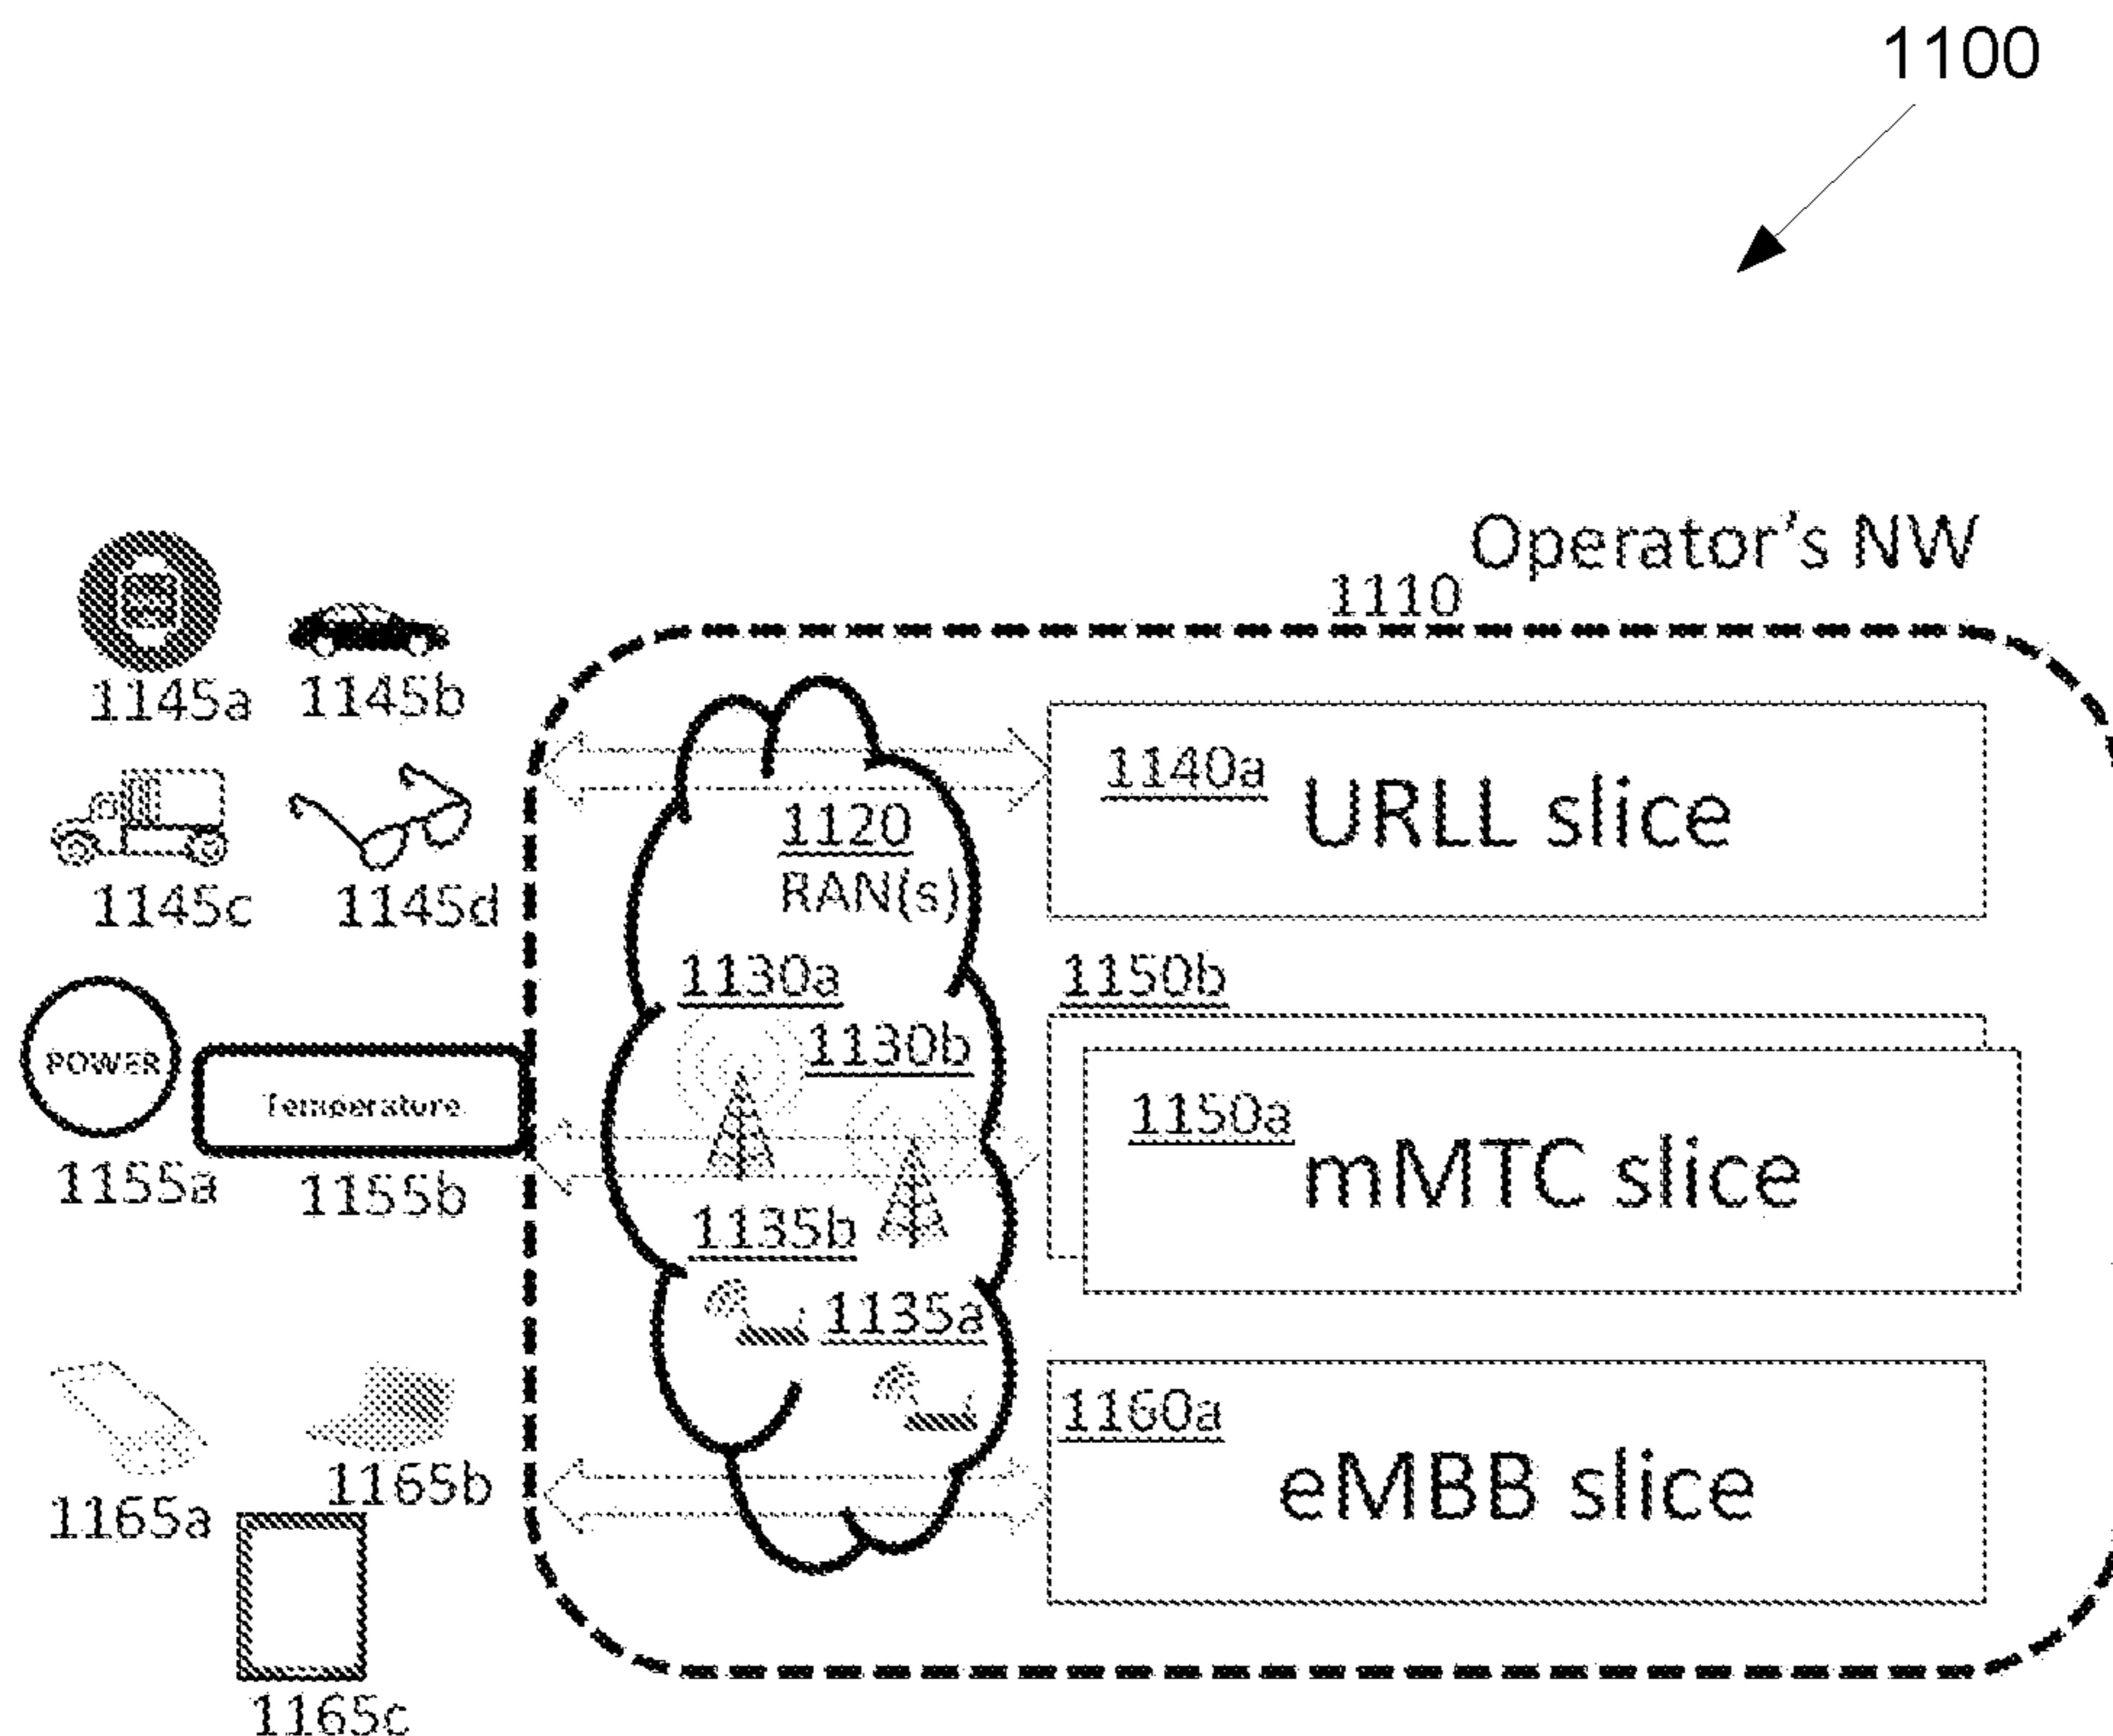 1100
Operator's NW
1110
1145a
1145b
1140a
URLL slice
1120
RAN(s)
1145c
1145d
1130a
1150b
1130b
POWER
Temperature
1150a
mMTC slice
1155a
1155b
1135b
1135a
1160a
eMBB slice
1165b
1165a
1165c